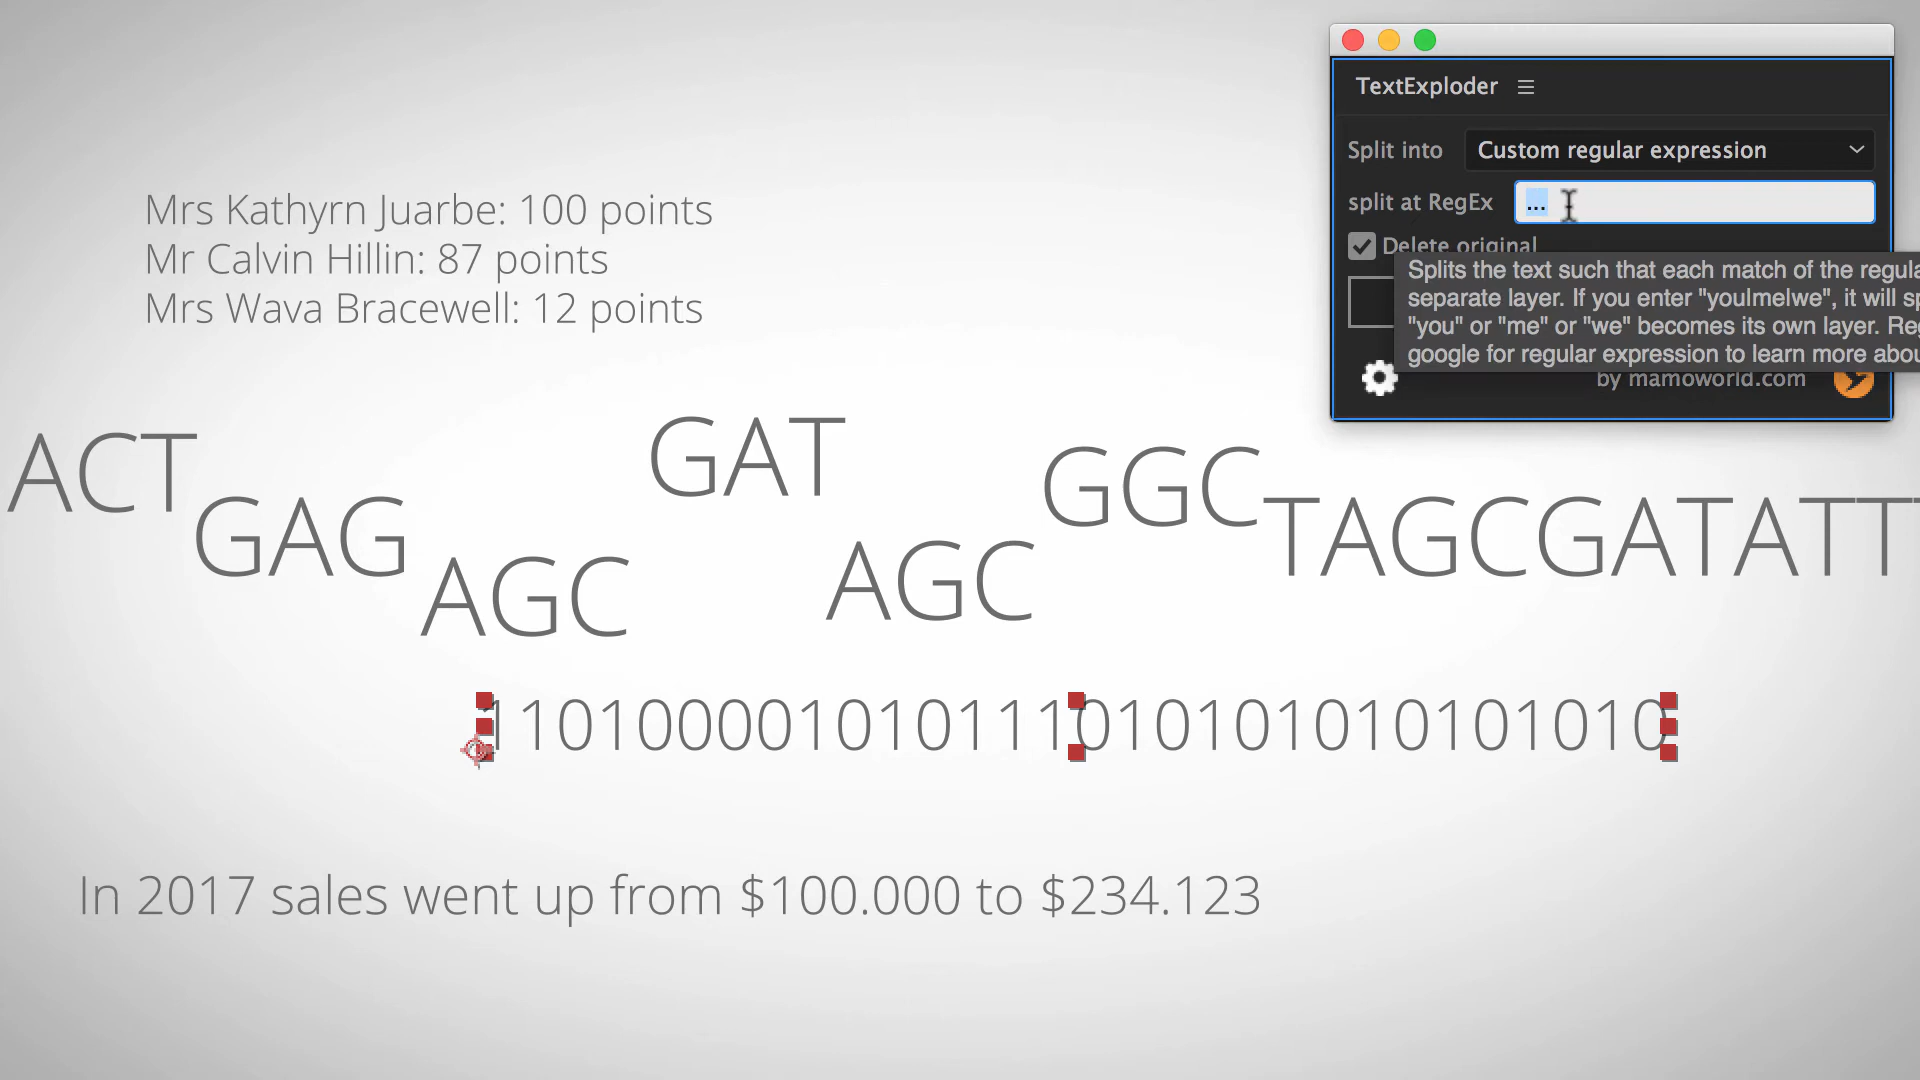 TextExploder
Split into Custom regular expression
split at RegEx ...
Delete original
Splits the text such that each match of the regula
separate layer. If you enter "you|me|we", it will sp
"you" or "me" or "we" becomes its own layer. Reg
google for regular expression to learn more abou
by mamoworld.com
Mrs Kathyrn Juarbe: 100 points
Mr Calvin Hillin: 87 points
Mrs Wava Bracewell: 12 points
ACT
GAG
AGC
GAT
AGC
GGC
TAGCGATATT
110100001010111010101010101010
In 2017 sales went up from $100.000 to $234.123